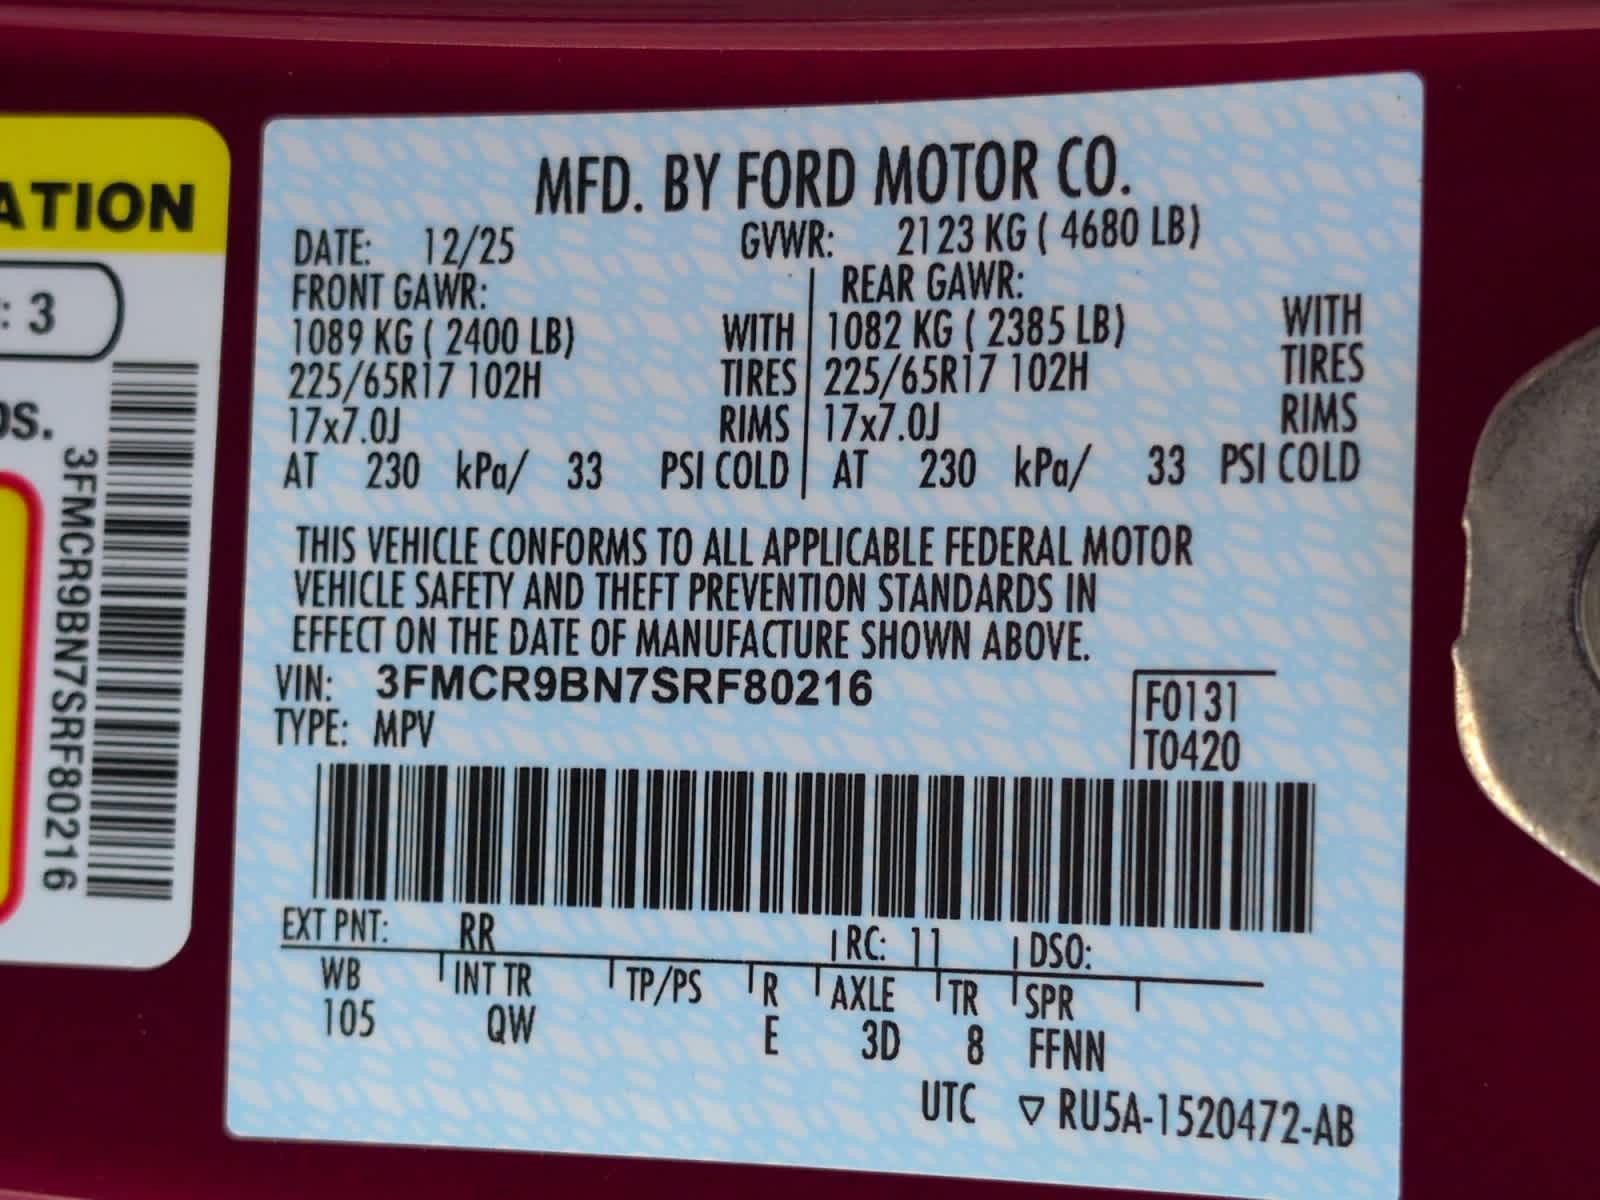 ATION
: 3
3FMCR9BN7SRF80216
MFD. BY FORD MOTOR CO.
DATE: 12/25 GVWR: 2123 KG ( 4680 LB)
FRONT GAWR: REAR GAWR:
1089 KG ( 2400 LB) WITH 1082 KG ( 2385 LB) WITH
225/65R17 102H TIRES 225/65R17 102H TIRES
17x7.0J RIMS 17x7.0J RIMS
AT 230 kPa/ 33 PSI COLD AT 230 kPa/ 33 PSI COLD
THIS VEHICLE CONFORMS TO ALL APPLICABLE FEDERAL MOTOR
VEHICLE SAFETY AND THEFT PREVENTION STANDARDS IN
EFFECT ON THE DATE OF MANUFACTURE SHOWN ABOVE.
VIN: 3FMCR9BN7SRF80216 F0131
TYPE: MPV T0420
EXT PNT: RR RC: 11 DSO:
WB INT TR TP/PS R AXLE TR SPR
105 QW E 3D 8 FFNN
UTC ▽ RU5A-1520472-AB